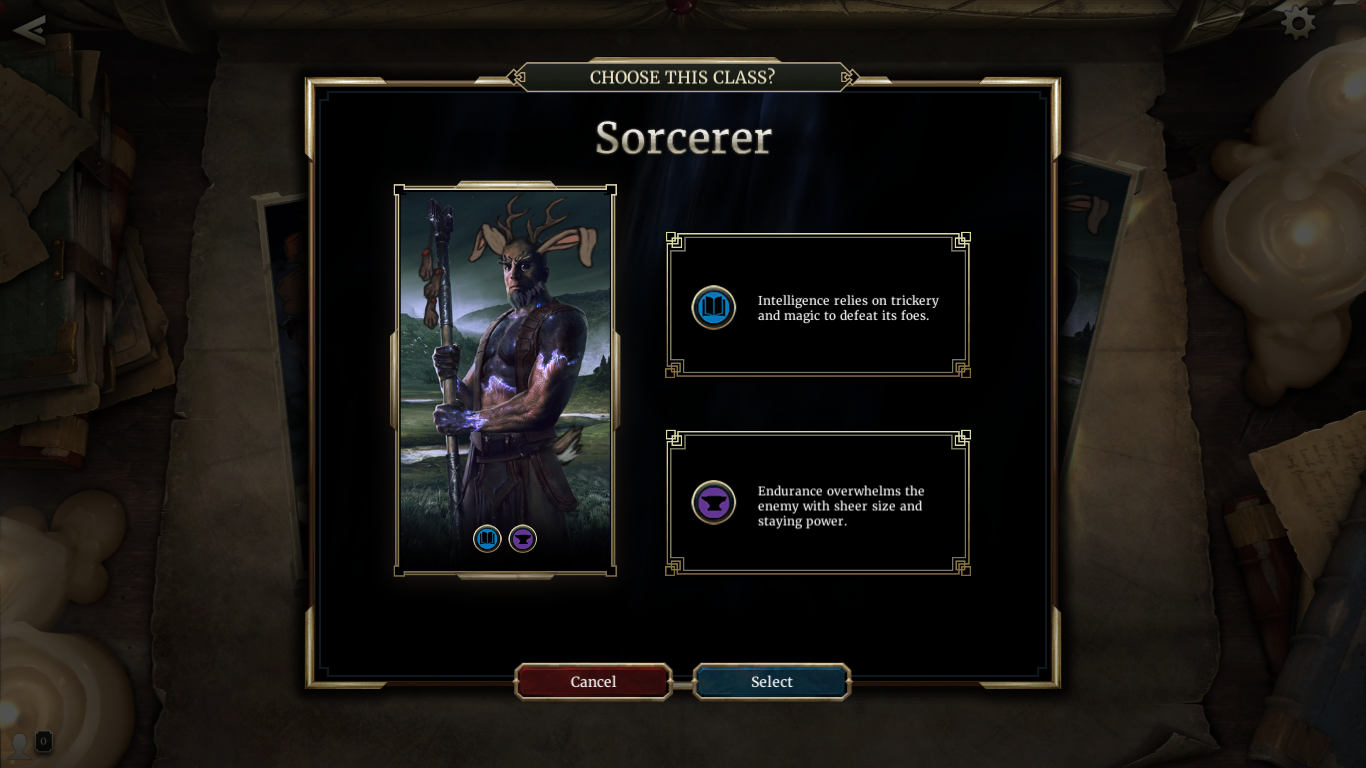 CHOOSE THIS CLASS?
Sorcerer
Intelligence relies on trickery
and magic to defeat its foes.
Endurance overwhelms the
enemy with sheer size and
staying power.
Cancel
Select
0